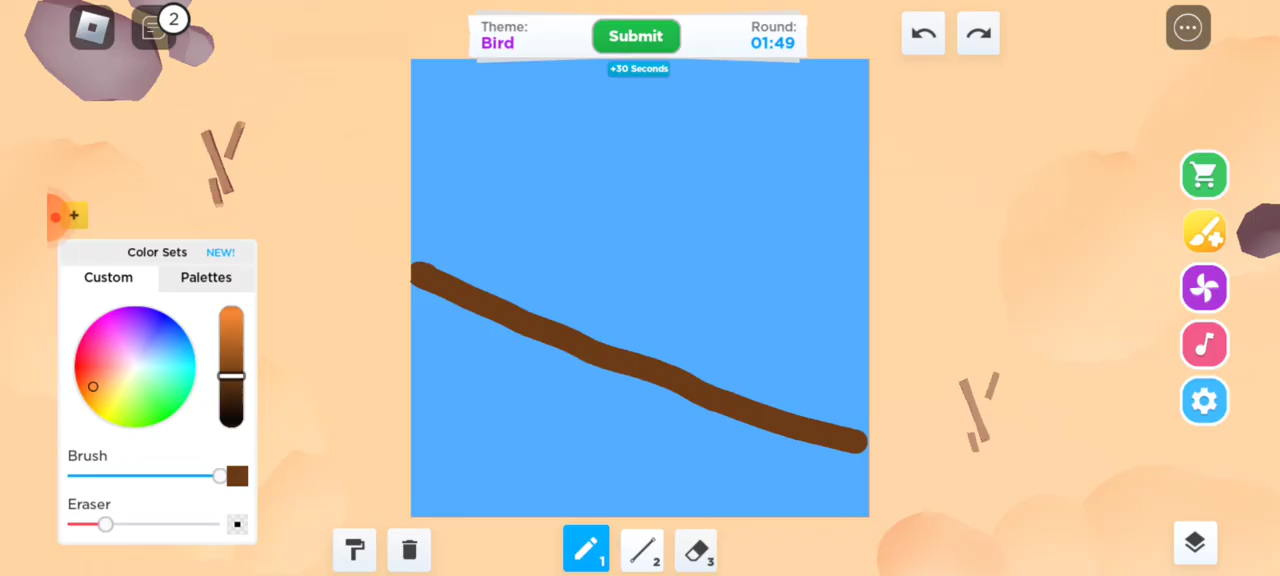 2
Theme:
Bird
Submit
Round:
01:49
+30 Seconds
+
Color Sets NEW!
Custom Palettes
Brush
Eraser
1
2
3